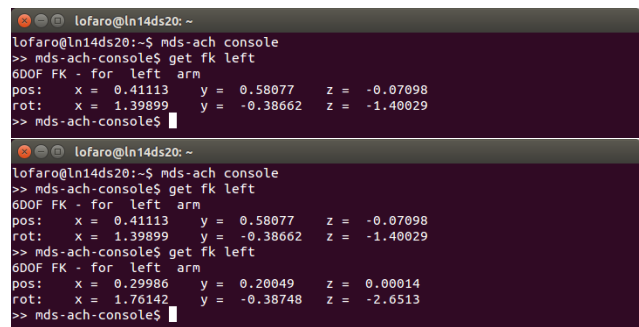 lofaro@ln14ds20: ~
lofaro@ln14ds20:~$ mds-ach console
>> mds-ach-console$ get fk left
6DOF FK - for  left  arm
pos:    x =  0.41113    y =  0.58077    z =  -0.07098
rot:    x =  1.39899    y =  -0.38662   z =  -1.40029
>> mds-ach-console$
lofaro@ln14ds20: ~
lofaro@ln14ds20:~$ mds-ach console
>> mds-ach-console$ get fk left
6DOF FK - for  left  arm
pos:    x =  0.41113    y =  0.58077    z =  -0.07098
rot:    x =  1.39899    y =  -0.38662   z =  -1.40029
>> mds-ach-console$ get fk left
6DOF FK - for  left  arm
pos:    x =  0.29986    y =  0.20049    z =  0.00014
rot:    x =  1.76142    y =  -0.38748   z =  -2.6513
>> mds-ach-console$